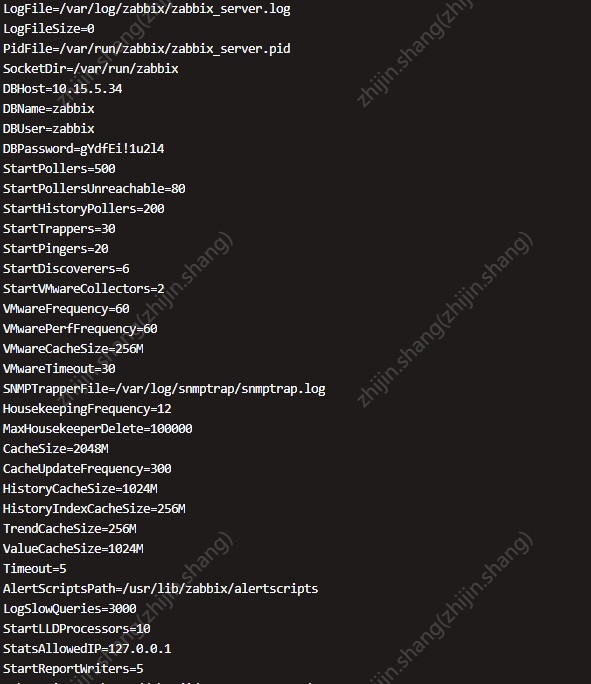 LogFile=/var/log/zabbix/zabbix_server.log
LogFileSize=0
PidFile=/var/run/zabbix/zabbix_server.pid
SocketDir=/var/run/zabbix
DBHost=10.15.5.34
DBName=zabbix
DBUser=zabbix
DBPassword=gYdfEi!1u2l4
StartPollers=500
StartPollersUnreachable=80
StartHistoryPollers=200
StartTrappers=30
StartPingers=20
StartDiscoverers=6
StartVMwareCollectors=2
VMwareFrequency=60
VMwarePerfFrequency=60
VMwareCacheSize=256M
VMwareTimeout=30
SNMPTrapperFile=/var/log/snmptrap/snmptrap.log
HousekeepingFrequency=12
MaxHousekeeperDelete=100000
CacheSize=2048M
CacheUpdateFrequency=300
HistoryCacheSize=1024M
HistoryIndexCacheSize=256M
TrendCacheSize=256M
ValueCacheSize=1024M
Timeout=5
AlertScriptsPath=/usr/lib/zabbix/alertscripts
LogSlowQueries=3000
StartLLDProcessors=10
StatsAllowedIP=127.0.0.1
StartReportWriters=5
zhijin.shang(zhijin.shang)
zhijin.shang(zhijin.shang)
zhijin.shang(zhijin.shang)
zhijin.shang(zhijin.shang)